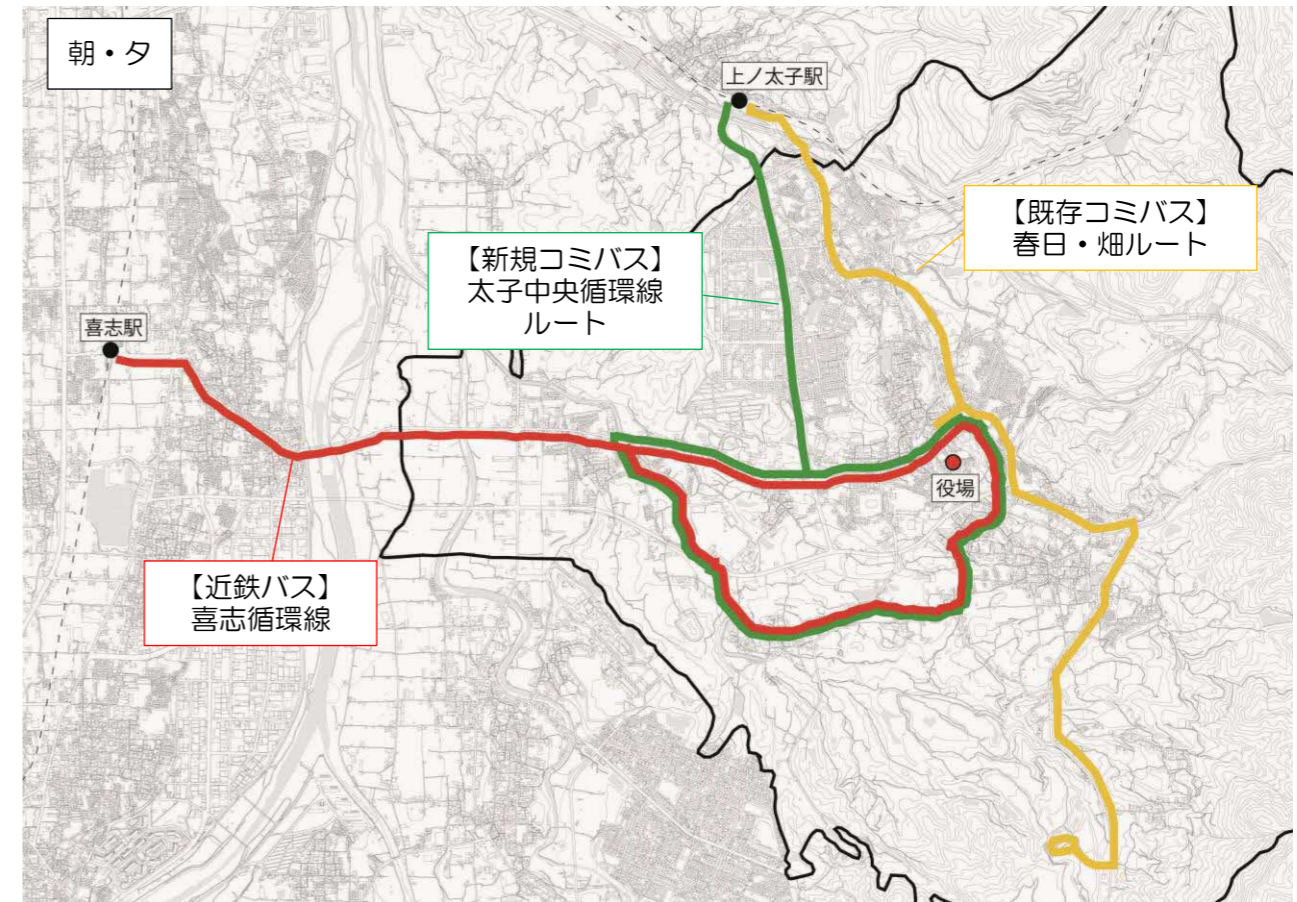 朝・夕
上ノ太子駅
【既存コミバス】
春日・畑ルート
【新規コミバス】
太子中央循環線
ルート
喜志駅
役場
【近鉄バス】
喜志循環線